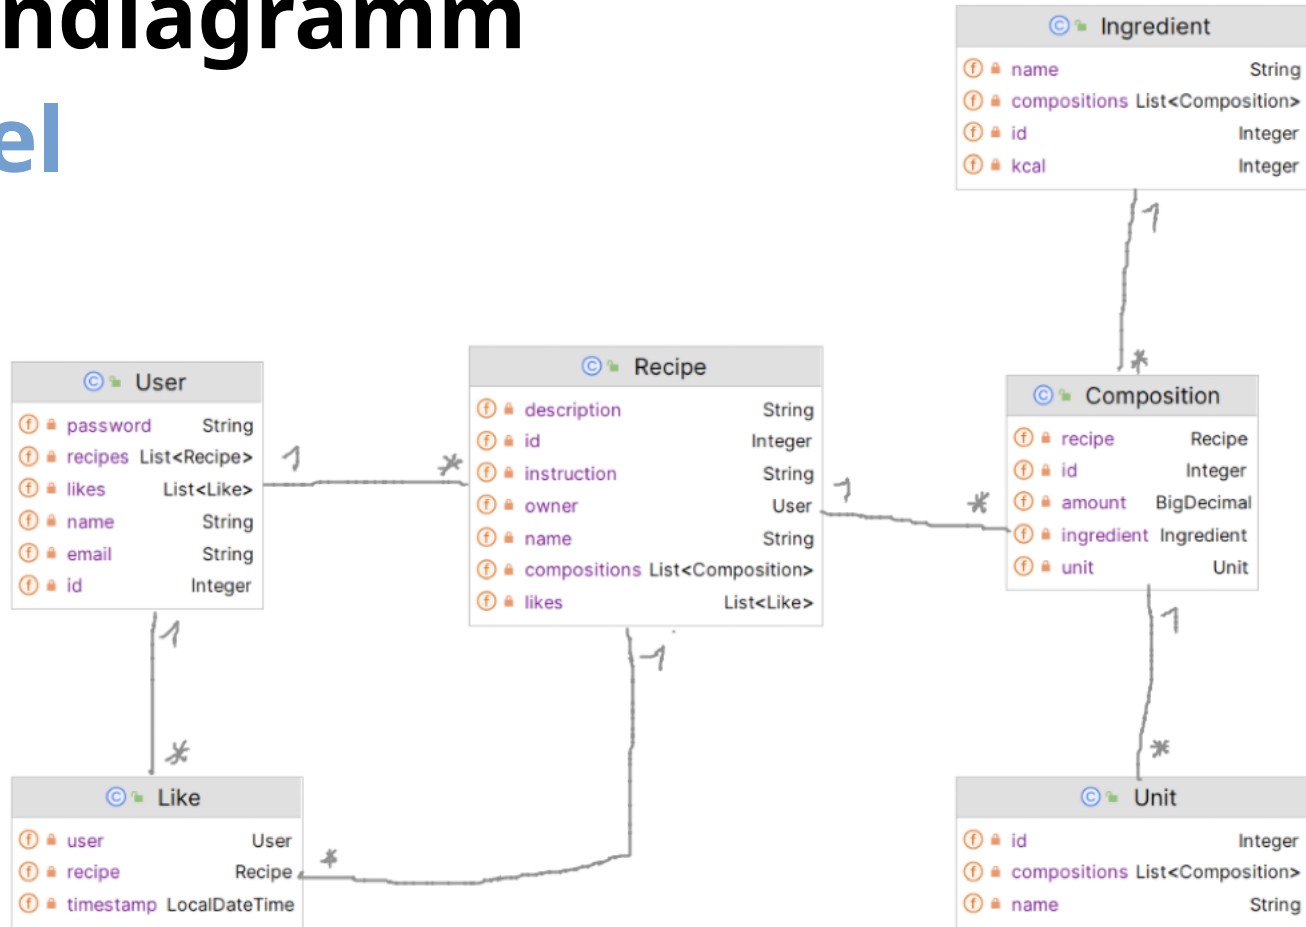 ndiagramm
el
Ingredient
name String
compositions List<Composition>
id Integer
kcal Integer
1
*
User
password String
recipes List<Recipe>
likes List<Like>
name String
email String
id Integer
1
*
Recipe
description String
id Integer
instruction String
owner User
name String
compositions List<Composition>
likes List<Like>
1
*
Composition
recipe Recipe
id Integer
amount BigDecimal
ingredient Ingredient
unit Unit
1
*
1
1
*
*
Like
user User
recipe Recipe
timestamp LocalDateTime
Unit
id Integer
compositions List<Composition>
name String